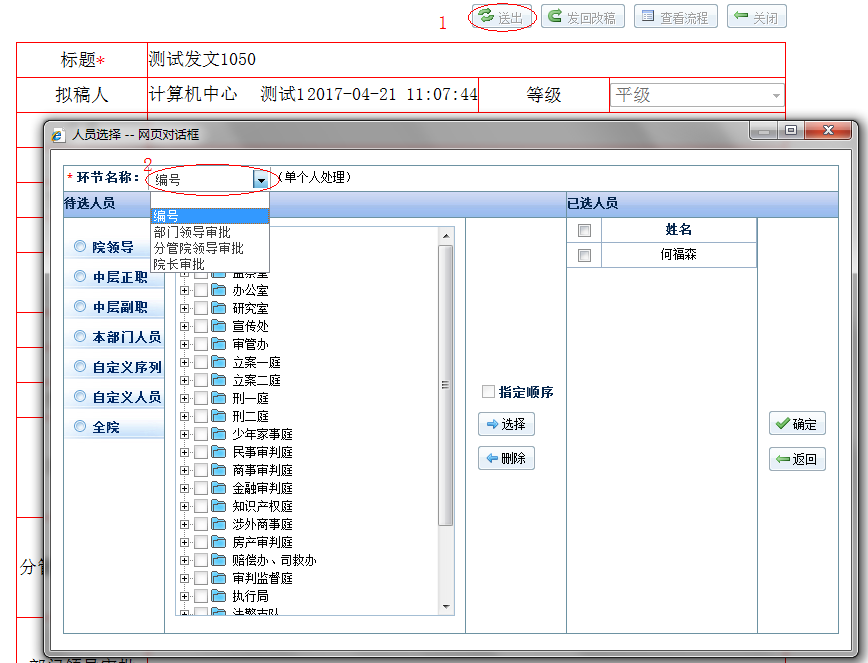 1 送出 发回改稿 查看流程 关闭
标题* 测试发文1050
拟稿人 计算机中心 测试1 2017-04-21 11:07:44 等级 平级
人员选择 -- 网页对话框
2
* 环节名称： 编号 (单个人处理)
待选人员 已选人员
编号
部门领导审批
分管院领导审批
院长审批
院领导
中层正职
中层副职
本部门人员
自定义序列
自定义人员
全院
办公室
研究室
宣传处
审管办
立案一庭
立案二庭
刑一庭
刑二庭
少年家事庭
民事审判庭
商事审判庭
金融审判庭
知识产权庭
涉外商事庭
房产审判庭
赔偿办、司救办
审判监督庭
执行局
法警支队
指定顺序
选择
删除
姓名
何福森
确定
返回
分管
部门领导审批